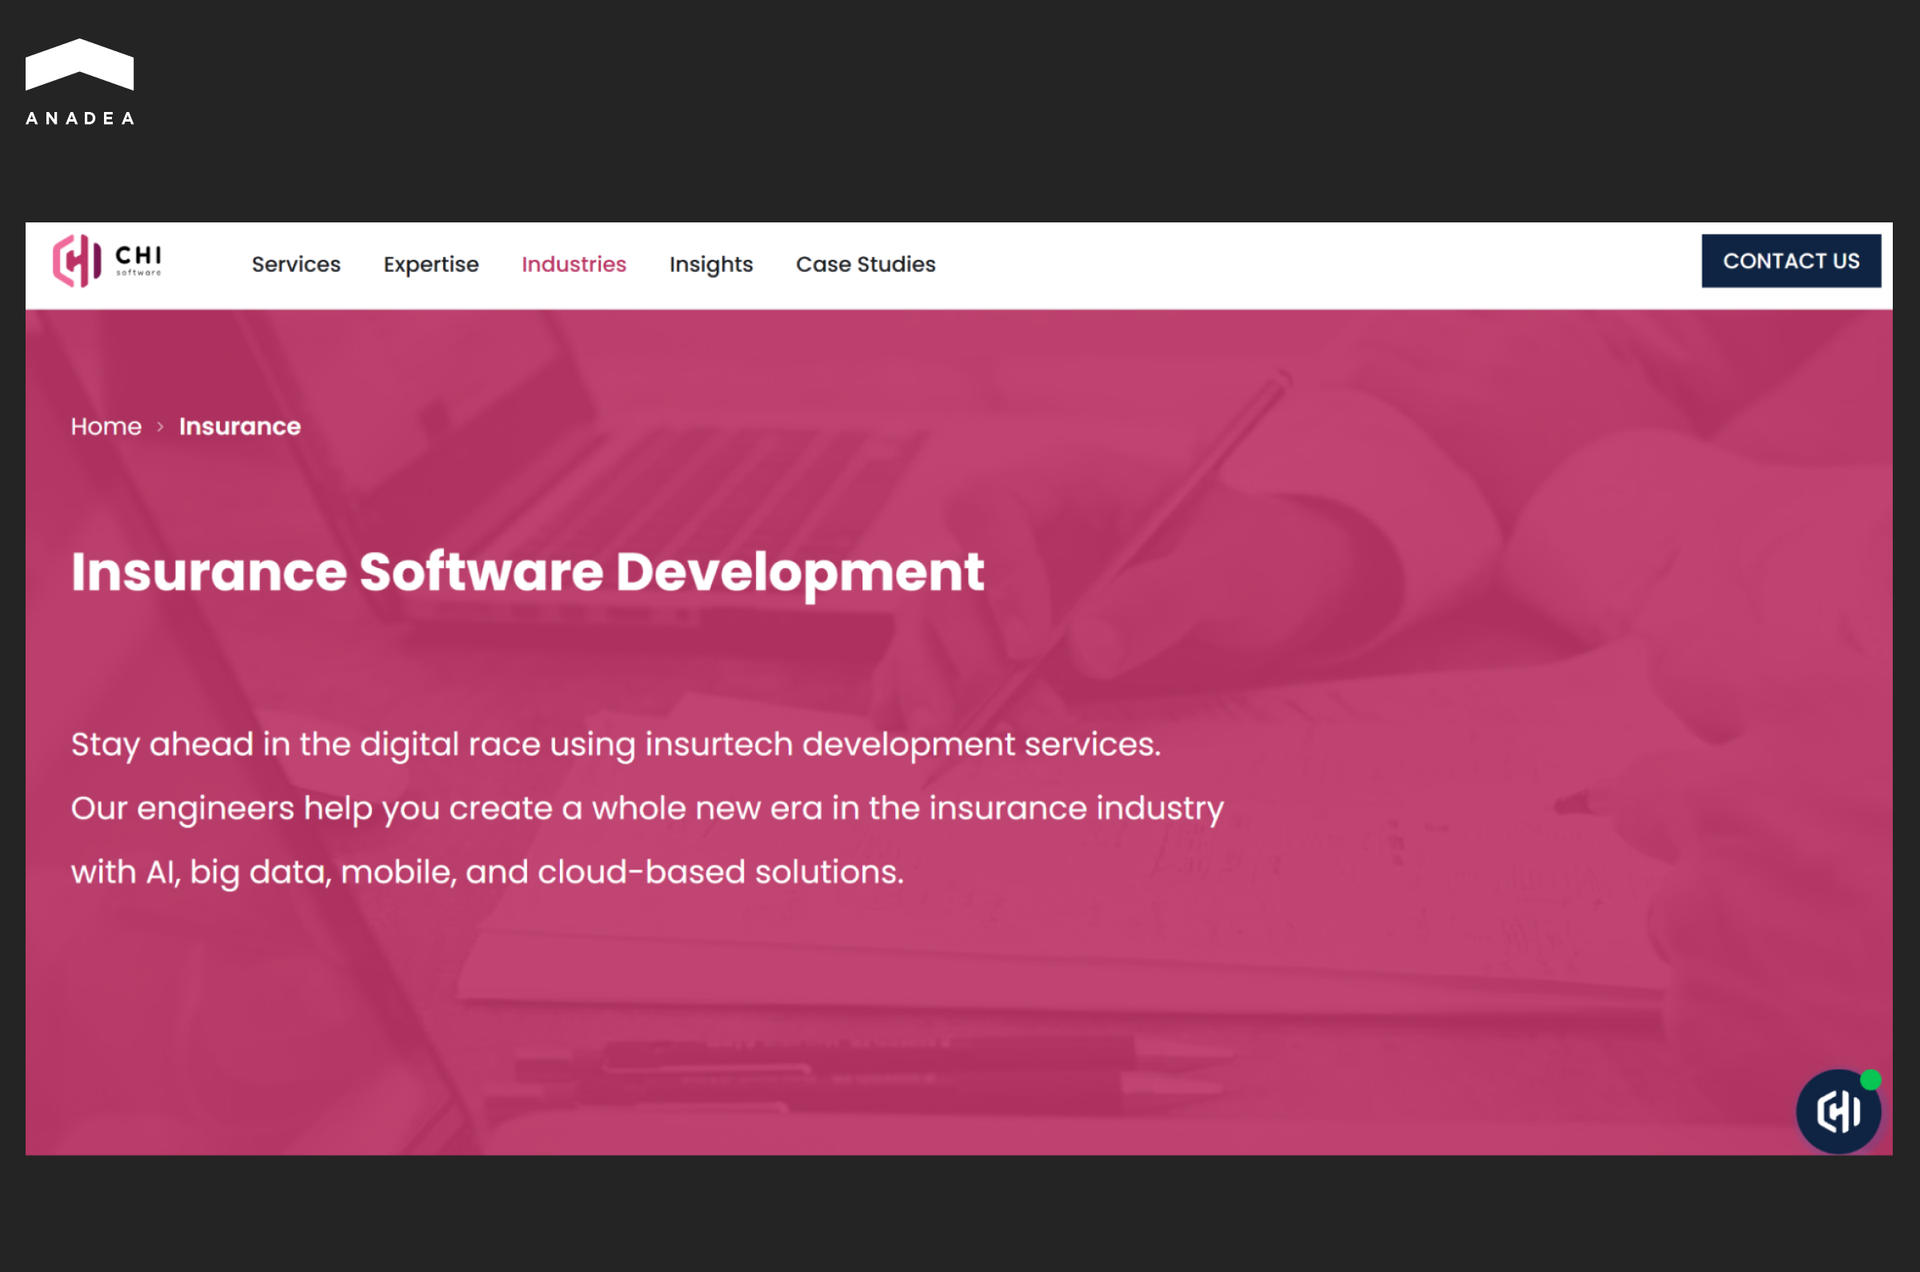 ANADEA
CHI
software
Services
Expertise
Industries
Insights
Case Studies
CONTACT US
Home › Insurance
Insurance Software Development
Stay ahead in the digital race using insurtech development services.
Our engineers help you create a whole new era in the insurance industry
with AI, big data, mobile, and cloud-based solutions.